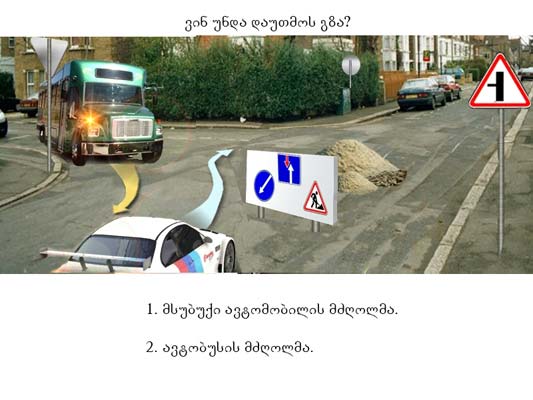 ვინ უნდა დაუთმოს გზა?
1. მსუბუქი ავტომობილის მძღოლმა.
2. ავტობუსის მძღოლმა.